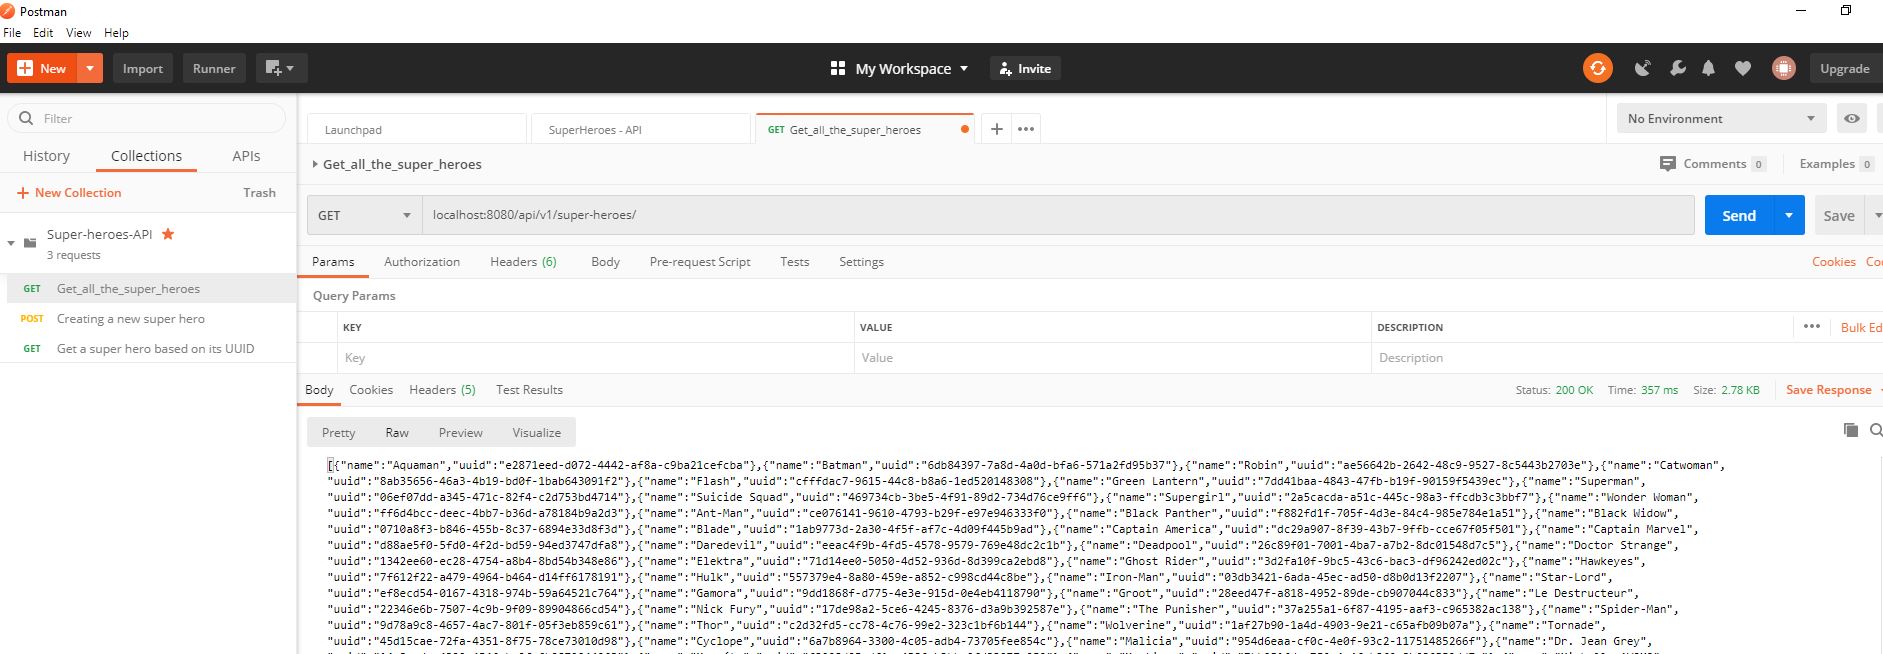 Postman
File Edit View Help
New Import Runner My Workspace Invite Upgrade
Filter
History Collections APIs
New Collection Trash
Super-heroes-API
3 requests
GET Get_all_the_super_heroes
POST Creating a new super hero
GET Get a super hero based on its UUID
Launchpad SuperHeroes - API GET Get_all_the_super_heroes No Environment
Get_all_the_super_heroes Comments 0 Examples 0
GET localhost:8080/api/v1/super-heroes/ Send Save
Params Authorization Headers (6) Body Pre-request Script Tests Settings Cookies
Query Params
KEY VALUE DESCRIPTION Bulk Ed
Key Value Description
Body Cookies Headers (5) Test Results Status: 200 OK Time: 357 ms Size: 2.78 KB Save Response
Pretty Raw Preview Visualize
[{"name":"Aquaman","uuid":"e2871eed-d072-4442-af8a-c9ba21cefcba"},{"name":"Batman","uuid":"6db84397-7a8d-4a0d-bfa6-571a2fd95b37"},{"name":"Robin","uuid":"ae56642b-2642-48c9-9527-8c5443b2703e"},{"name":"Catwoman",
"uuid":"8ab35656-46a3-4b19-bd0f-1bab643091f2"},{"name":"Flash","uuid":"cfffdac7-9615-44c8-b8a6-1ed520148308"},{"name":"Green Lantern","uuid":"7dd41baa-4843-47fb-b19f-90159f5439ec"},{"name":"Superman",
"uuid":"06ef07dd-a345-471c-82f4-c2d753bd4714"},{"name":"Suicide Squad","uuid":"469734cb-3be5-4f91-89d2-734d76ce9ff6"},{"name":"Supergirl","uuid":"2a5cacda-a51c-445c-98a3-ffcdb3c3bbf7"},{"name":"Wonder Woman",
"uuid":"ff6d4bcc-deec-4bb7-b36d-a78184b9a2d3"},{"name":"Ant-Man","uuid":"ce076141-9610-4793-b29f-e97e946333f0"},{"name":"Black Panther","uuid":"f882fd1f-705f-4d3e-84c4-985e784e1a51"},{"name":"Black Widow",
"uuid":"0710a8f3-b846-455b-8c37-6894e33d8f3d"},{"name":"Blade","uuid":"1ab9773d-2a30-4f5f-af7c-4d09f445b9ad"},{"name":"Captain America","uuid":"dc29a907-8f39-43b7-9ffb-cce67f05f501"},{"name":"Captain Marvel",
"uuid":"d88ae5f0-5fd0-4f2d-bd59-94ed3747dfa8"},{"name":"Daredevil","uuid":"eeac4f9b-4fd5-4578-9579-769e48dc2c1b"},{"name":"Deadpool","uuid":"26c89f01-7001-4ba7-a7b2-8dc01548d7c5"},{"name":"Doctor Strange",
"uuid":"1342ee60-ec28-4754-a8b4-8bd54b348e86"},{"name":"Elektra","uuid":"71d14ee0-5050-4d52-936d-8d399ca2ebd8"},{"name":"Ghost Rider","uuid":"3d2fa10f-9bc5-43c6-bac3-df96242ed02c"},{"name":"Hawkeyes",
"uuid":"7f612f22-a479-4964-b464-d14ff6178191"},{"name":"Hulk","uuid":"557379e4-8a80-459e-a852-c998cd44c8be"},{"name":"Iron-Man","uuid":"03db3421-6ada-45ec-ad50-d8b0d13f2207"},{"name":"Star-Lord",
"uuid":"ef8ecd54-0167-4318-974b-59a64521c764"},{"name":"Gamora","uuid":"9dd1868f-d775-4e3e-915d-0e4eb4118790"},{"name":"Groot","uuid":"28eed47f-a818-4952-89de-cb907044c833"},{"name":"Le Destructeur",
"uuid":"22346e6b-7507-4c9b-9f09-89904866cd54"},{"name":"Nick Fury","uuid":"17de98a2-5ce6-4245-8376-d3a9b392587e"},{"name":"The Punisher","uuid":"37a255a1-6f87-4195-aaf3-c965382ac138"},{"name":"Spider-Man",
"uuid":"9d78a9c8-4657-4ac7-801f-05f3eb859c61"},{"name":"Thor","uuid":"c2d32fd5-cc78-4c76-99e2-323c1bf6b144"},{"name":"Wolverine","uuid":"1af27b90-1a4d-4903-9e21-c65afb09b07a"},{"name":"Tornade",
"uuid":"45d15cae-72fa-4351-8f75-78ce73010d98"},{"name":"Cyclope","uuid":"6a7b8964-3300-4c05-adb4-73705fee854c"},{"name":"Malicia","uuid":"954d6eaa-cf0c-4e0f-93c2-11751485266f"},{"name":"Dr. Jean Grey",